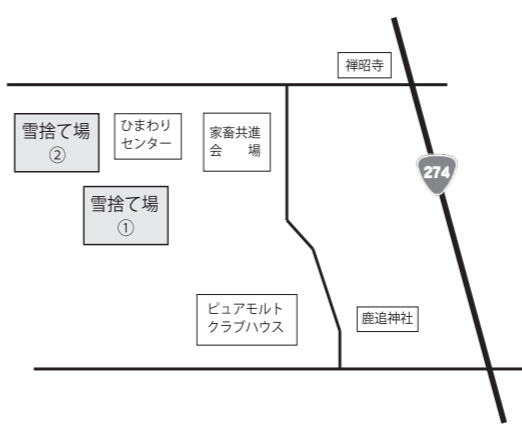 禅昭寺
雪捨て場
②
ひまわり
センター
家畜共進
会　　場
274
雪捨て場
①
ピュアモルト
クラブハウス
鹿追神社